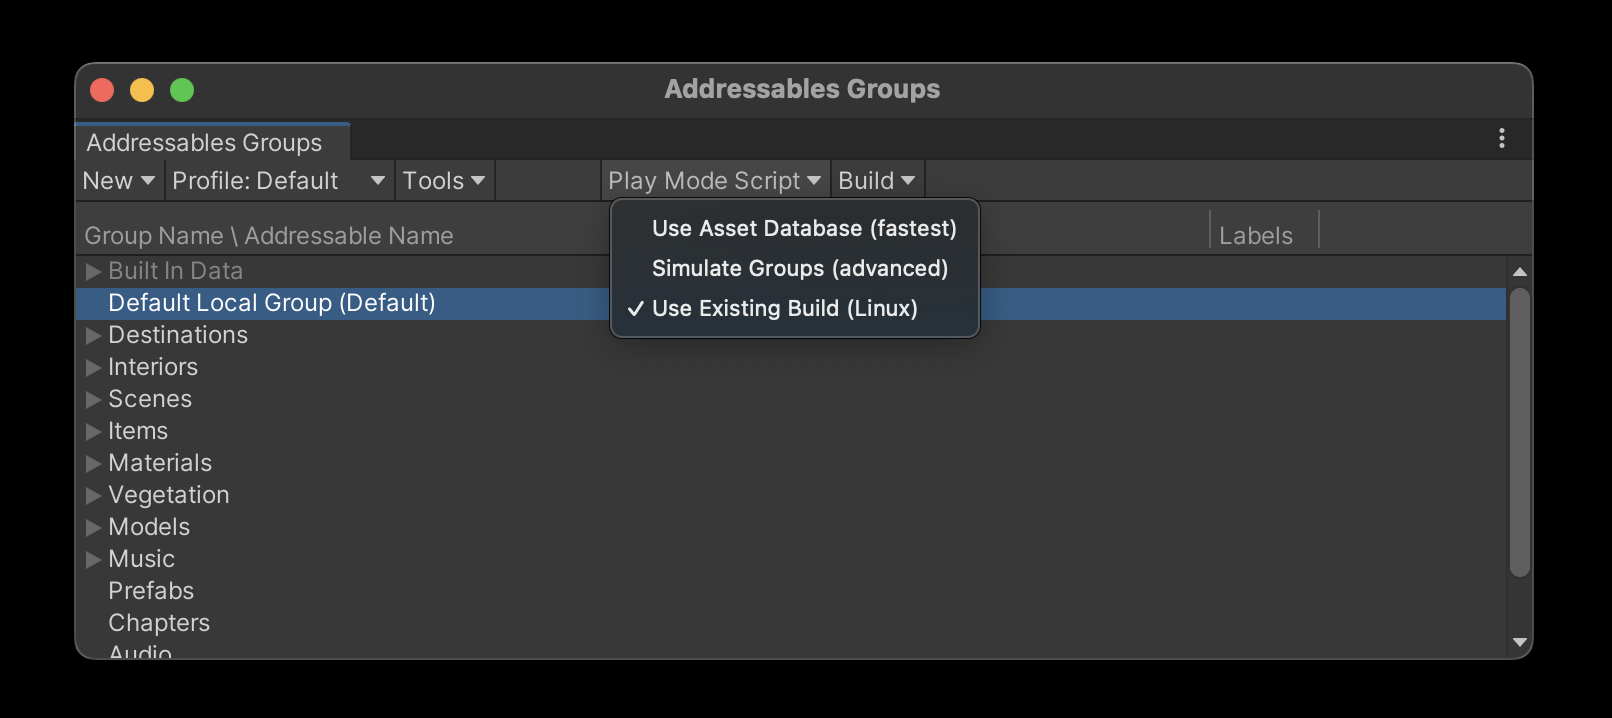 Addressables Groups
Addressables Groups
New Profile: Default Tools Play Mode Script Build
Use Asset Database (fastest)
Simulate Groups (advanced)
✓ Use Existing Build (Linux)
Group Name \ Addressable Name Labels
Built In Data
Default Local Group (Default)
Destinations
Interiors
Scenes
Items
Materials
Vegetation
Models
Music
Prefabs
Chapters
Audio